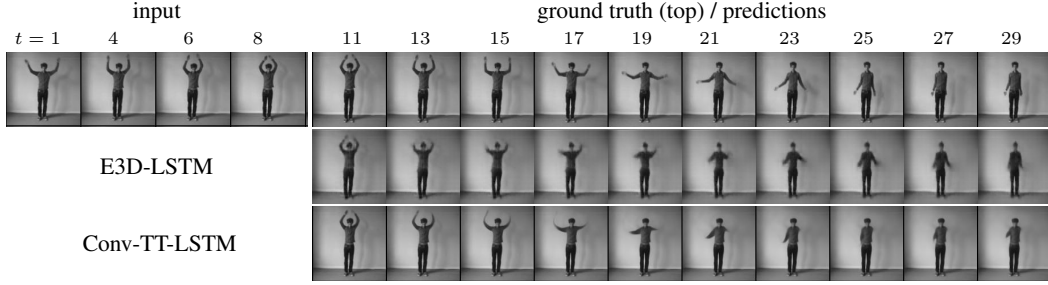 input ground truth (top) / predictions
t = 1 4 6 8 11 13 15 17 19 21 23 25 27 29
E3D-LSTM
Conv-TT-LSTM